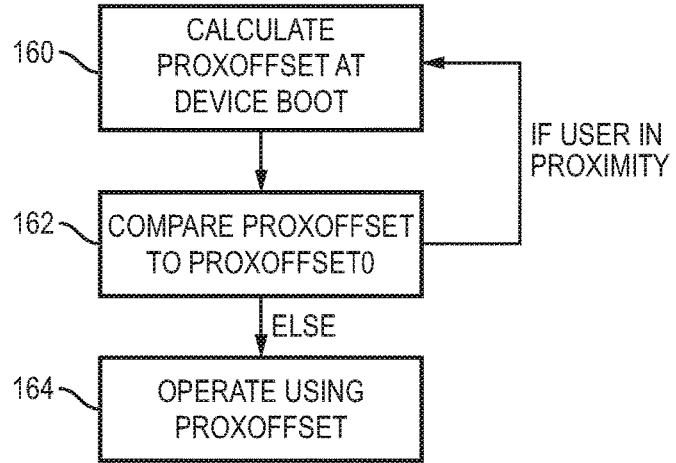 160
CALCULATE
PROXOFFSET AT
DEVICE BOOT
IF USER IN
PROXIMITY
162
COMPARE PROXOFFSET
TO PROXOFFSET0
ELSE
164
OPERATE USING
PROXOFFSET